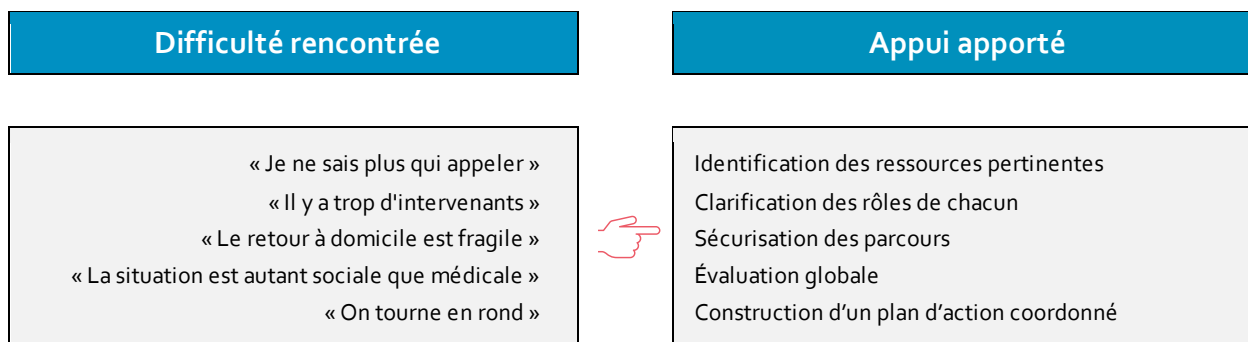 Difficulté rencontrée
Appui apporté
« Je ne sais plus qui appeler »
« Il y a trop d'intervenants »
« Le retour à domicile est fragile »
« La situation est autant sociale que médicale »
« On tourne en rond »
Identification des ressources pertinentes
Clarification des rôles de chacun
Sécurisation des parcours
Évaluation globale
Construction d’un plan d’action coordonné